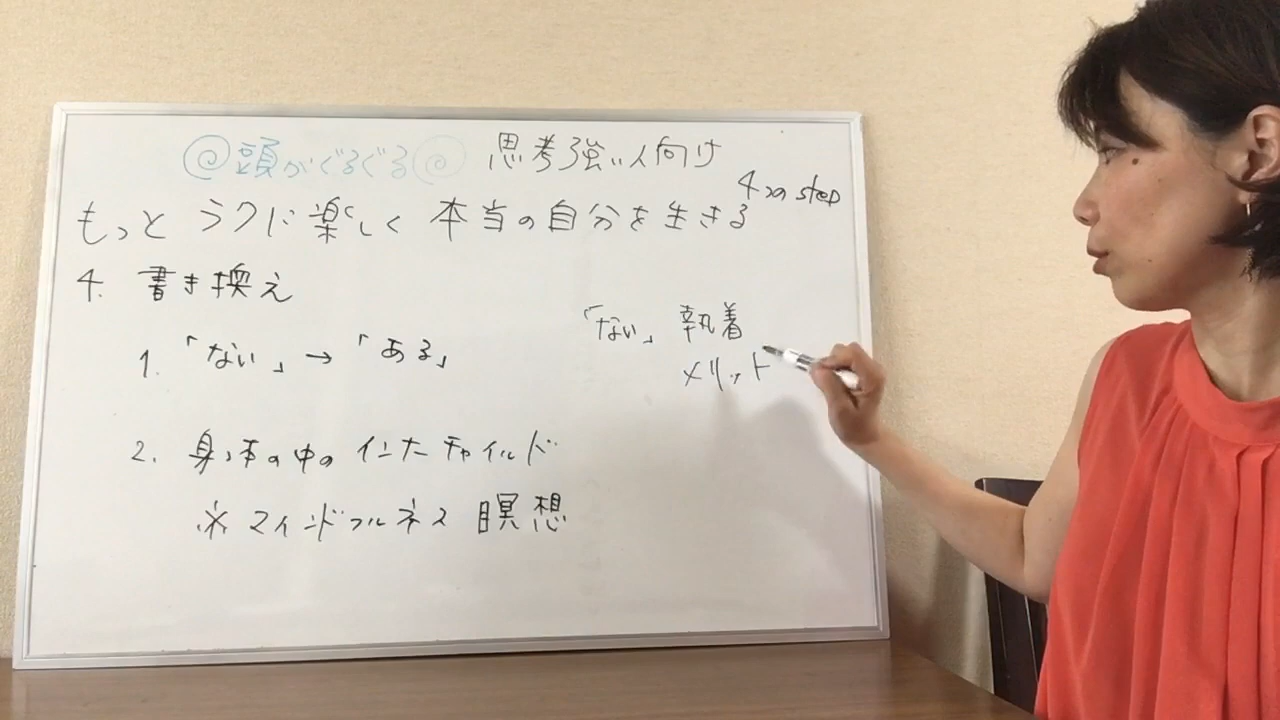 頭がぐるぐる 思考強い人向け
4つの step
もっと ラクに 楽しく 本当の自分を生きる
4. 書き換え
1. 「ない」→「ある」
「ない」執着
メリット
2. 身体の中の インナーチャイルド
※ マインドフルネス 瞑想